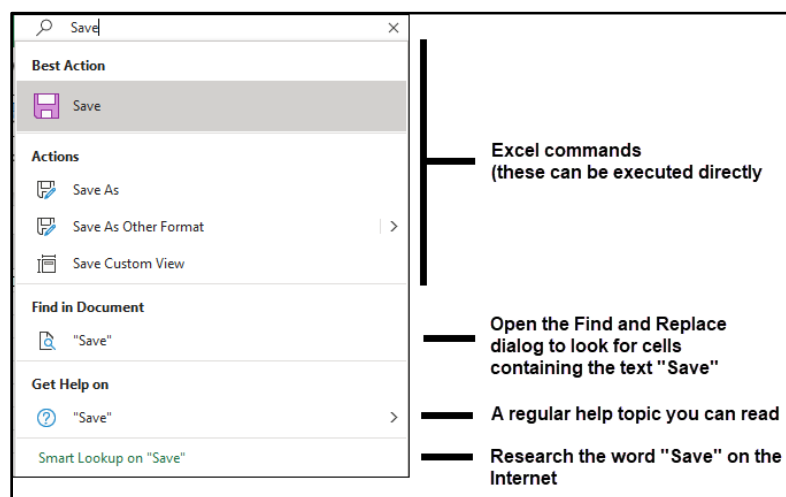 Save
Best Action
Save
Actions
Save As
Save As Other Format
Save Custom View
Find in Document
"Save"
Get Help on
"Save"
Smart Lookup on "Save"
Excel commands
(these can be executed directly
Open the Find and Replace
dialog to look for cells
containing the text "Save"
A regular help topic you can read
Research the word "Save" on the
Internet